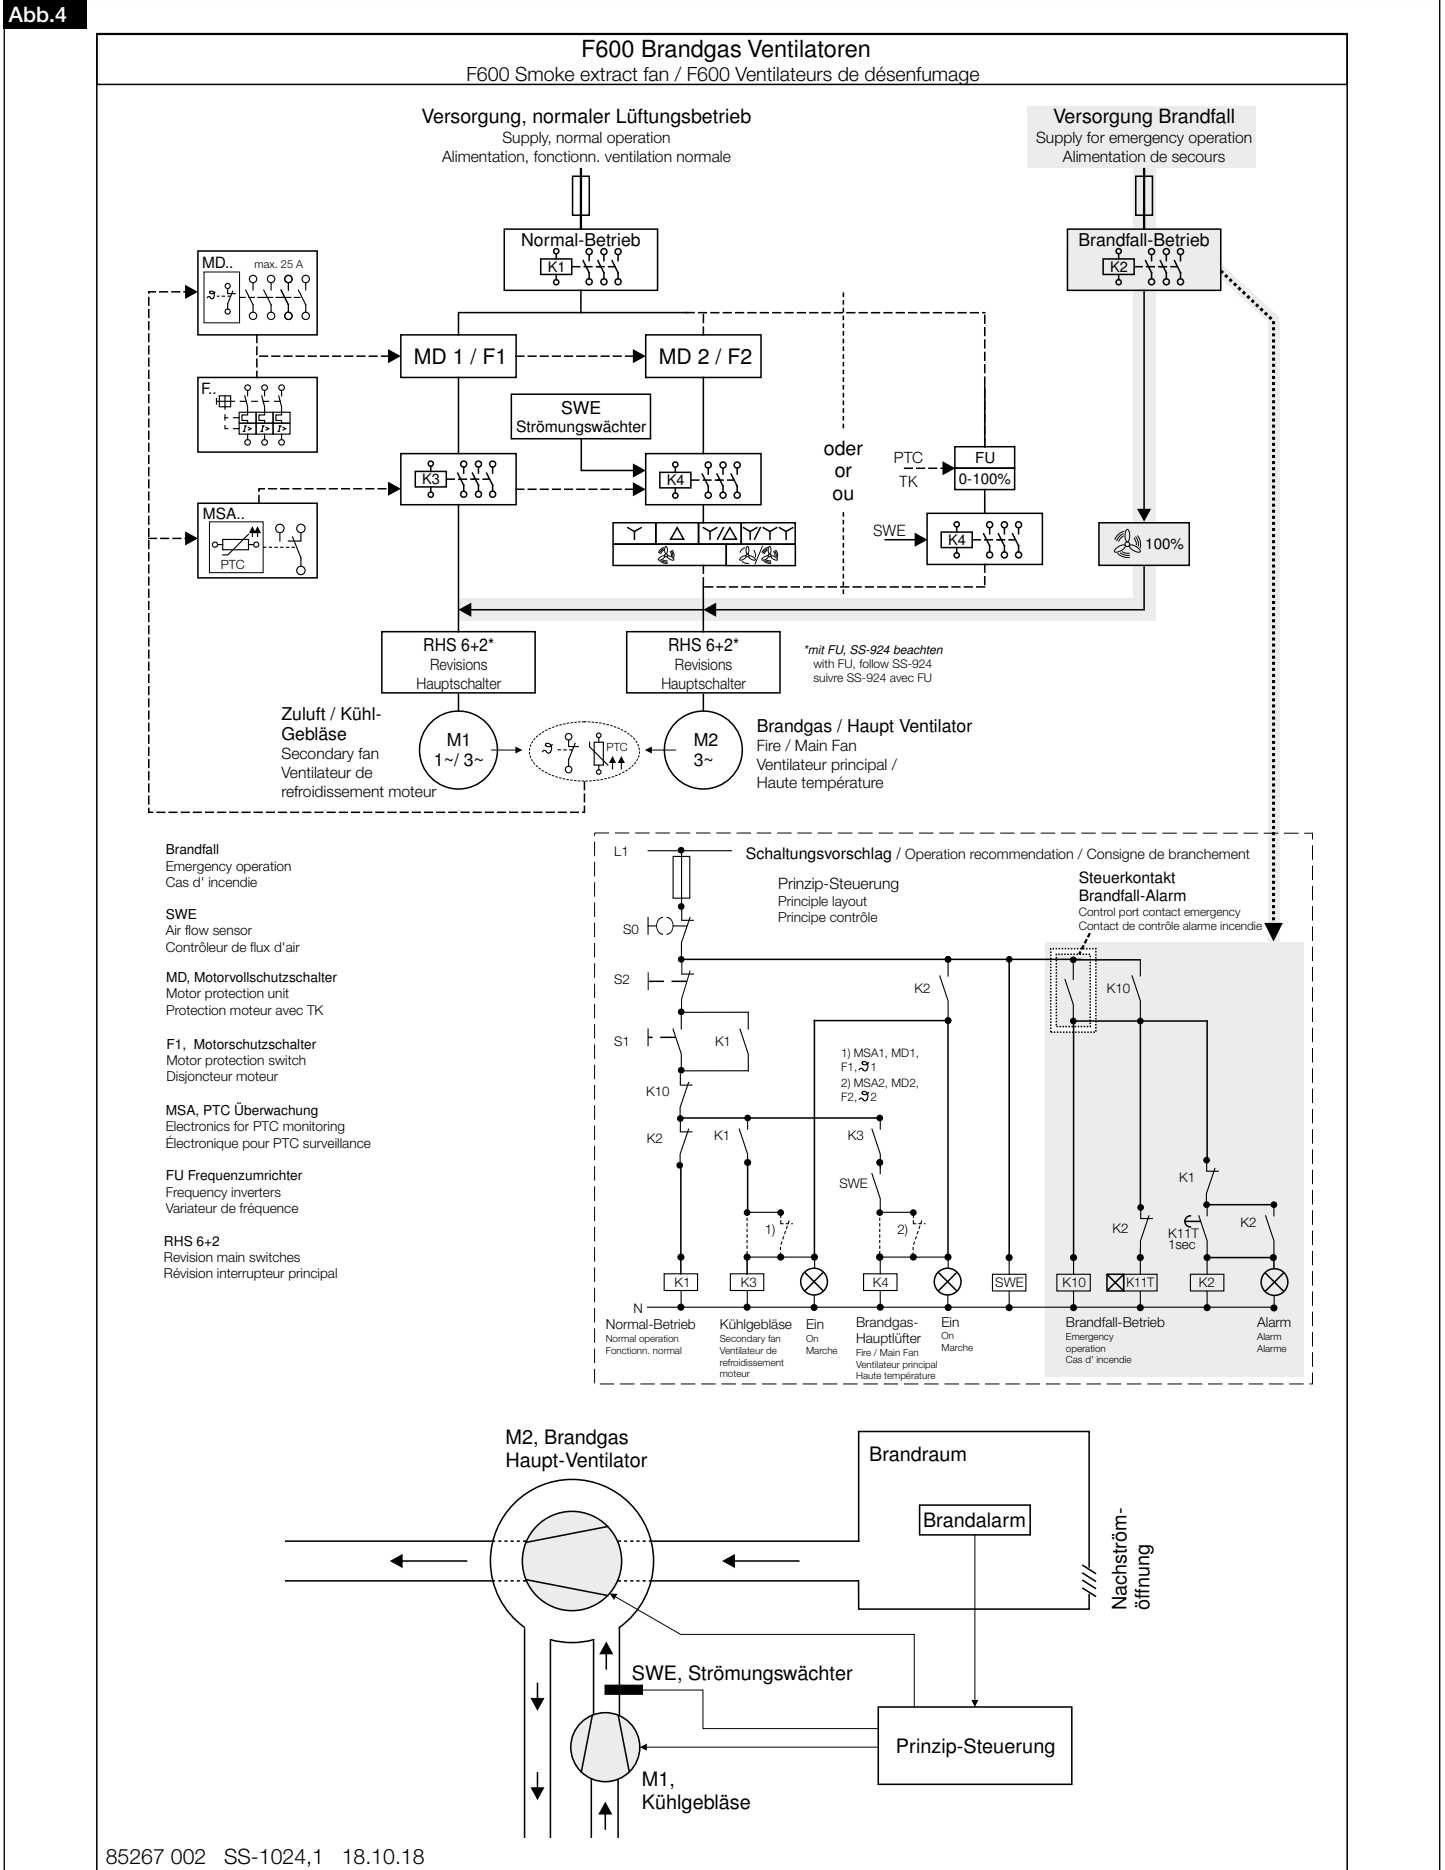 Abb.4
F600 Brandgas Ventilatoren
F600 Smoke extract fan / F600 Ventilateurs de désenfumage
Versorgung, normaler Lüftungsbetrieb
Supply, normal operation
Alimentation, fonctionn. ventilation normale
Versorgung Brandfall
Supply for emergency operation
Alimentation de secours
Normal-Betrieb
K1
Brandfall-Betrieb
K2
MD.. max. 25 A
ϑ
MD 1 / F1
MD 2 / F2
F..
I> I> I>
SWE
Strömungswächter
oder
or
ou
PTC
TK
FU
0-100%
K3
K4
MSA..
PTC
Y △ Y/△ Y/YY
SWE
K4
100%
RHS 6+2*
Revisions
Hauptschalter
RHS 6+2*
Revisions
Hauptschalter
*mit FU, SS-924 beachten
with FU, follow SS-924
suivre SS-924 avec FU
Zuluft / Kühl-
Gebläse
Secondary fan
Ventilateur de
refroidissement moteur
M1
1~/ 3~
ϑ PTC
M2
3~
Brandgas / Haupt Ventilator
Fire / Main Fan
Ventilateur principal /
Haute température
Brandfall
Emergency operation
Cas d' incendie
SWE
Air flow sensor
Contrôleur de flux d'air
MD, Motorvollschutzschalter
Motor protection unit
Protection moteur avec TK
F1, Motorschutzschalter
Motor protection switch
Disjoncteur moteur
MSA, PTC Überwachung
Electronics for PTC monitoring
Électronique pour PTC surveillance
FU Frequenzumrichter
Frequency inverters
Variateur de fréquence
RHS 6+2
Revision main switches
Révision interrupteur principal
L1
Schaltungsvorschlag / Operation recommendation / Consigne de branchement
Prinzip-Steuerung
Principle layout
Principe contrôle
Steuerkontakt
Brandfall-Alarm
Control port contact emergency
Contact de contrôle alarme incendie
S0
S2
K2
K10
S1
K1
1) MSA1, MD1,
F1, ϑ1
2) MSA2, MD2,
F2, ϑ2
K10
K2
K1
K3
SWE
K1
1)
2)
K2
K11T
1sec
K2
K1
K3
K4
SWE
K10
K11T
K2
N
Normal-Betrieb
Normal operation
Fonctionn. normal
Kühlgebläse
Secondary fan
Ventilateur de
refroidissement
moteur
Ein
On
Marche
Brandgas-
Hauptlüfter
Fire / Main Fan
Ventilateur principal
Haute température
Ein
On
Marche
Brandfall-Betrieb
Emergency
operation
Cas d' incendie
Alarm
Alarm
Alarme
M2, Brandgas
Haupt-Ventilator
Brandraum
Brandalarm
Nachström-
öffnung
SWE, Strömungswächter
Prinzip-Steuerung
M1,
Kühlgebläse
85267 002 SS-1024,1 18.10.18